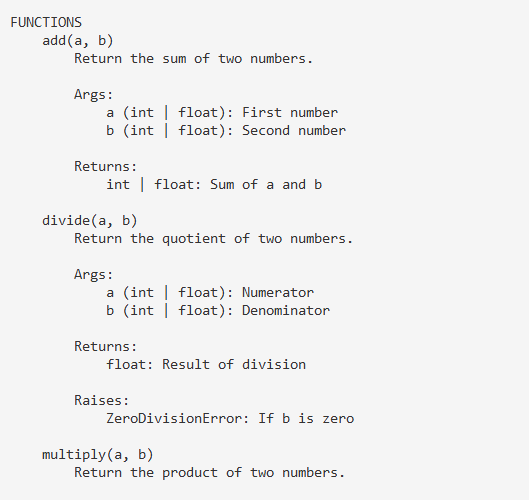 FUNCTIONS
    add(a, b)
        Return the sum of two numbers.

        Args:
            a (int | float): First number
            b (int | float): Second number

        Returns:
            int | float: Sum of a and b

    divide(a, b)
        Return the quotient of two numbers.

        Args:
            a (int | float): Numerator
            b (int | float): Denominator

        Returns:
            float: Result of division

        Raises:
            ZeroDivisionError: If b is zero

    multiply(a, b)
        Return the product of two numbers.